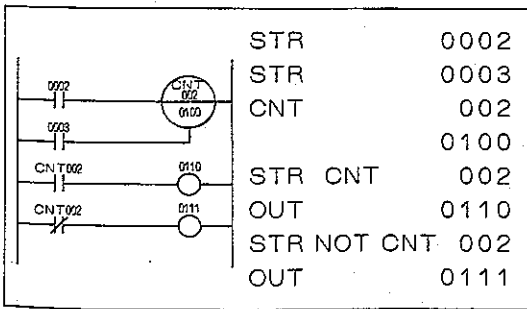 0002
CNT
002
0100
0003
CNT002
0110
CNT002
0111
STR 0002
STR 0003
CNT 002
0100
STR CNT 002
OUT 0110
STR NOT CNT 002
OUT 0111